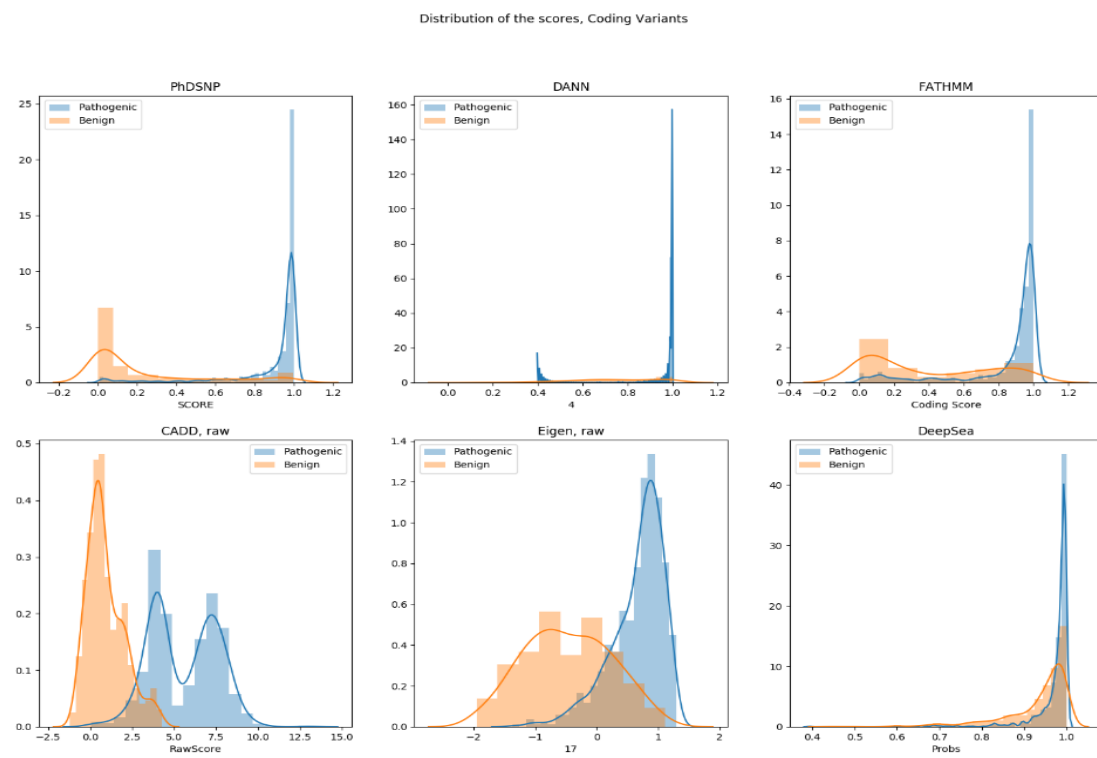 Distribution of the scores, Coding Variants
PhDSNP
25
20
15
10
5
0
Pathogenic
Benign
−0.2 0.0 0.2 0.4 0.6 0.8 1.0 1.2
SCORE
DANN
160
140
120
100
80
60
40
20
0
Pathogenic
Benign
0.0 0.2 0.4 0.6 0.8 1.0 1.2
4
FATHMM
16
14
12
10
8
6
4
2
0
Pathogenic
Benign
−0.4 −0.2 0.0 0.2 0.4 0.6 0.8 1.0 1.2
Coding Score
CADD, raw
0.5
0.4
0.3
0.2
0.1
0.0
Pathogenic
Benign
−2.5 0.0 2.5 5.0 7.5 10.0 12.5 15.0
RawScore
Eigen, raw
1.4
1.2
1.0
0.8
0.6
0.4
0.2
0.0
Pathogenic
Benign
−2 −1 0 1 2
17
DeepSea
40
30
20
10
0
Pathogenic
Benign
0.4 0.5 0.6 0.7 0.8 0.9 1.0
Probs